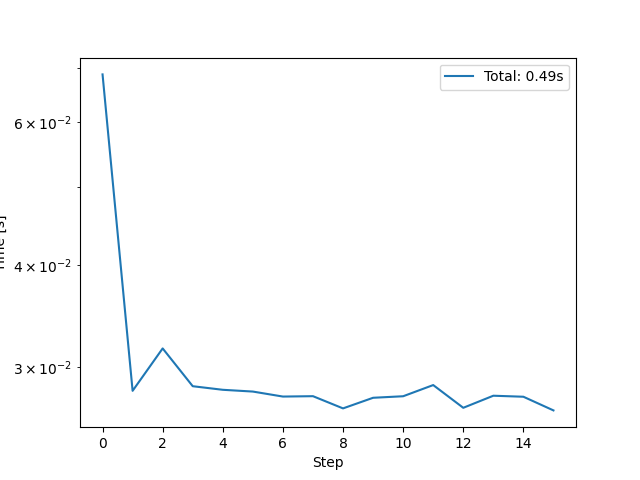 Total: 0.49s
6 × 10⁻²
4 × 10⁻²
3 × 10⁻²
0 2 4 6 8 10 12 14
Step
[s]